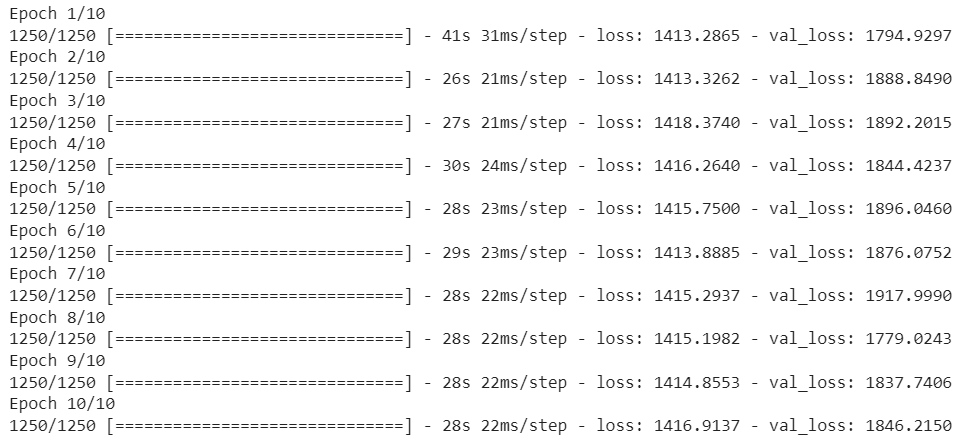 Epoch 1/10
1250/1250 [==============================] - 41s 31ms/step - loss: 1413.2865 - val_loss: 1794.9297
Epoch 2/10
1250/1250 [==============================] - 26s 21ms/step - loss: 1413.3262 - val_loss: 1888.8490
Epoch 3/10
1250/1250 [==============================] - 27s 21ms/step - loss: 1418.3740 - val_loss: 1892.2015
Epoch 4/10
1250/1250 [==============================] - 30s 24ms/step - loss: 1416.2640 - val_loss: 1844.4237
Epoch 5/10
1250/1250 [==============================] - 28s 23ms/step - loss: 1415.7500 - val_loss: 1896.0460
Epoch 6/10
1250/1250 [==============================] - 29s 23ms/step - loss: 1413.8885 - val_loss: 1876.0752
Epoch 7/10
1250/1250 [==============================] - 28s 22ms/step - loss: 1415.2937 - val_loss: 1917.9990
Epoch 8/10
1250/1250 [==============================] - 28s 22ms/step - loss: 1415.1982 - val_loss: 1779.0243
Epoch 9/10
1250/1250 [==============================] - 28s 22ms/step - loss: 1414.8553 - val_loss: 1837.7406
Epoch 10/10
1250/1250 [==============================] - 28s 22ms/step - loss: 1416.9137 - val_loss: 1846.2150